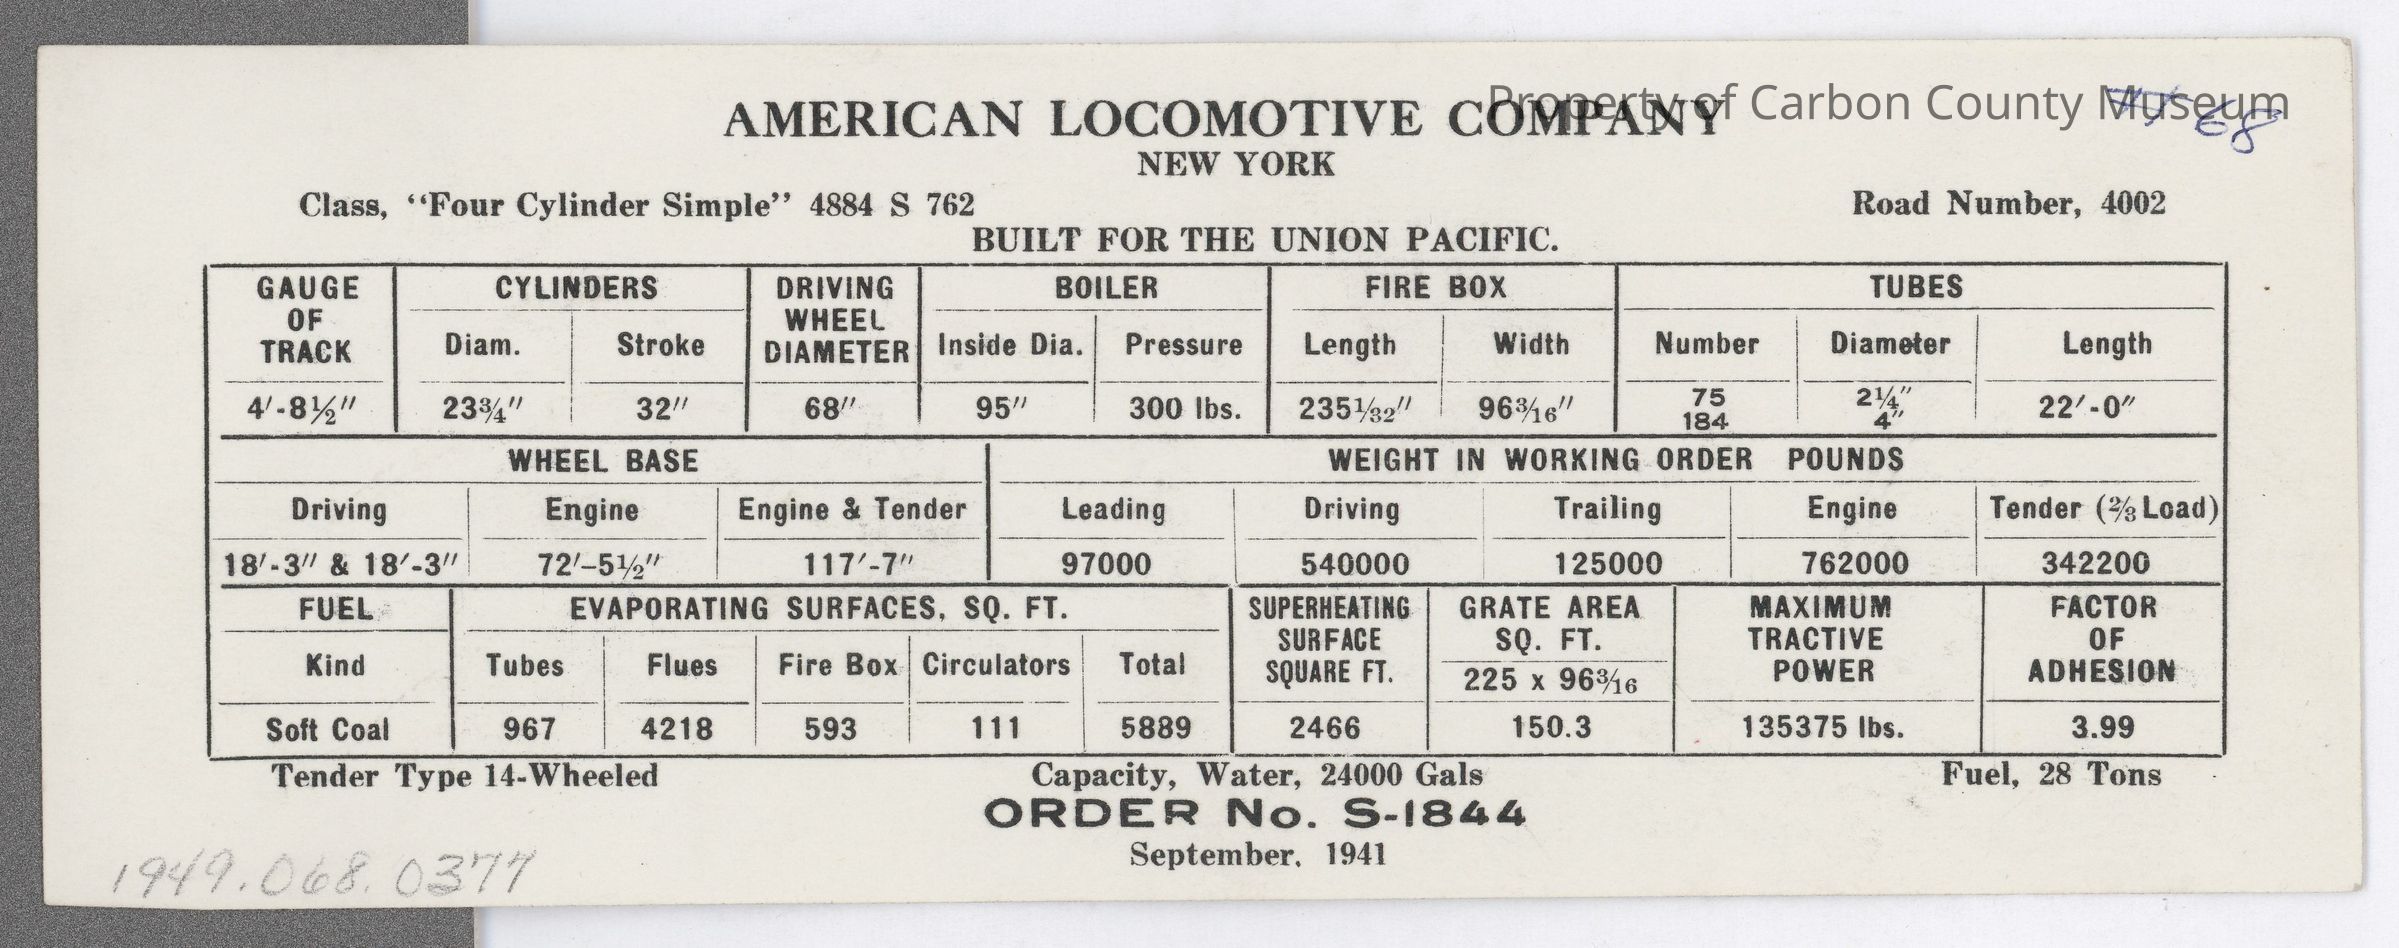 Property of Carbon County Museum
68
AMERICAN LOCOMOTIVE COMPANY
NEW YORK
Class, “Four Cylinder Simple” 4884 S 762 Road Number, 4002
BUILT FOR THE UNION PACIFIC.
GAUGE OF TRACK CYLINDERS DRIVING WHEEL DIAMETER BOILER FIRE BOX TUBES
Diam. Stroke Inside Dia. Pressure Length Width Number Diameter Length
4′-8½″ 23¾″ 32″ 68″ 95″ 300 lbs. 235 1/32″ 96 3/16″ 75 2¼″ 22′-0″
184 4″
WHEEL BASE WEIGHT IN WORKING ORDER POUNDS
Driving Engine Engine & Tender Leading Driving Trailing Engine Tender (⅔ Load)
18′-3″ & 18′-3″ 72′–5½″ 117′-7″ 97000 540000 125000 762000 342200
FUEL EVAPORATING SURFACES, SQ. FT. SUPERHEATING SURFACE SQUARE FT. GRATE AREA SQ. FT. MAXIMUM TRACTIVE POWER FACTOR OF ADHESION
Kind Tubes Flues Fire Box Circulators Total 225 x 96 3/16
Soft Coal 967 4218 593 111 5889 2466 150.3 135375 lbs. 3.99
Tender Type 14-Wheeled Capacity, Water, 24000 Gals Fuel, 28 Tons
ORDER No. S-1844
September, 1941
1949.068.0377